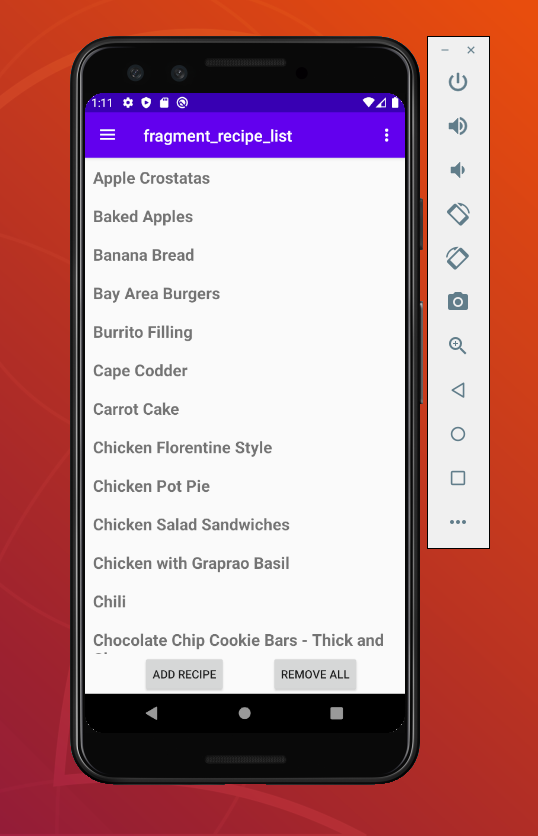 1:11
fragment_recipe_list
Apple Crostatas
Baked Apples
Banana Bread
Bay Area Burgers
Burrito Filling
Cape Codder
Carrot Cake
Chicken Florentine Style
Chicken Pot Pie
Chicken Salad Sandwiches
Chicken with Graprao Basil
Chili
Chocolate Chip Cookie Bars - Thick and
ADD RECIPE REMOVE ALL